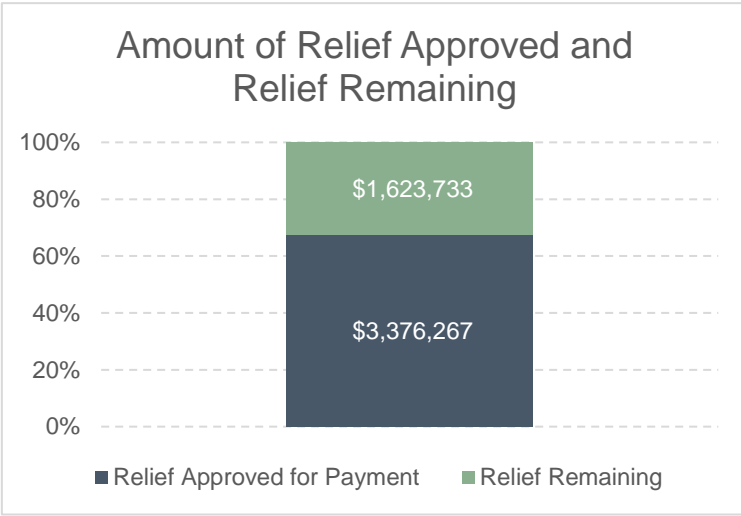 Amount of Relief Approved and
Relief Remaining
100%
80%
60%
40%
20%
0%
$1,623,733
$3,376,267
Relief Approved for Payment
Relief Remaining